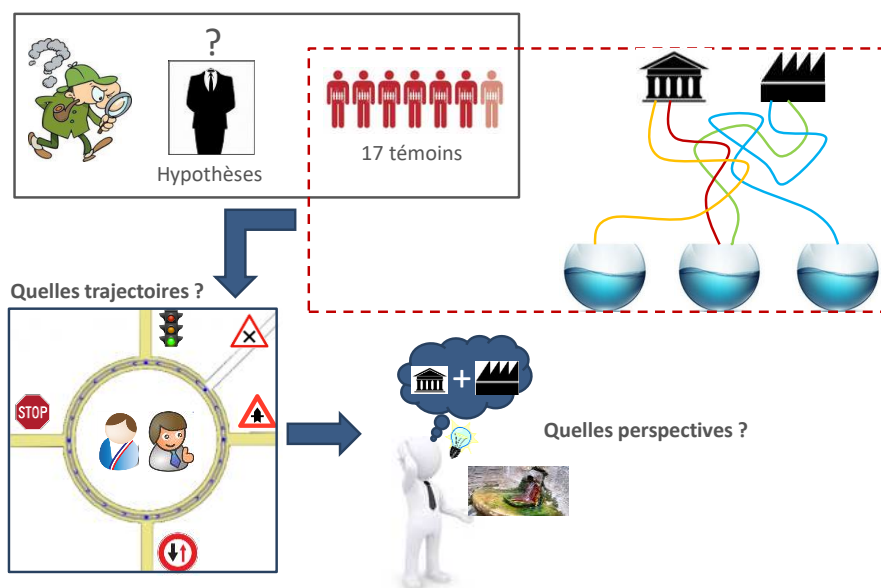 ?
Hypothèses
17 témoins
Quelles trajectoires ?
STOP
+
Quelles perspectives ?